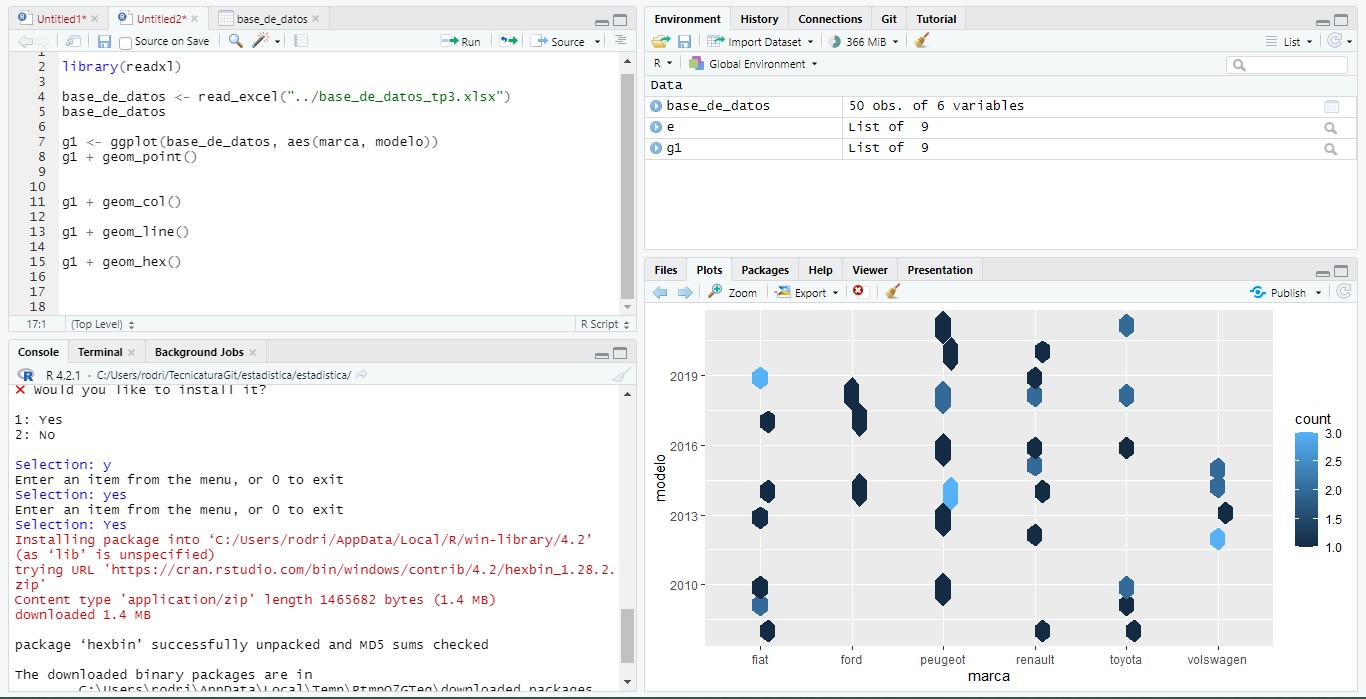 Untitled1*
Untitled2*
base_de_datos
Source on Save
Run
Source
1
2 library(readxl)
3
4 base_de_datos <- read_excel("../base_de_datos_tp3.xlsx")
5 base_de_datos
6
7 g1 <- ggplot(base_de_datos, aes(marca, modelo))
8 g1 + geom_point()
9
10
11 g1 + geom_col()
12
13 g1 + geom_line()
14
15 g1 + geom_hex()
16
17
18
17:1 (Top Level) R Script
Console Terminal Background Jobs
R 4.2.1 · C:/Users/rodri/TecnicaturaGit/estadistica/estadistica/
Would you like to install it?
1: Yes
2: No
Selection: y
Enter an item from the menu, or 0 to exit
Selection: yes
Enter an item from the menu, or 0 to exit
Selection: Yes
Installing package into ‘C:/Users/rodri/AppData/Local/R/win-library/4.2’
(as ‘lib’ is unspecified)
trying URL 'https://cran.rstudio.com/bin/windows/contrib/4.2/hexbin_1.28.2.
zip'
Content type 'application/zip' length 1465682 bytes (1.4 MB)
downloaded 1.4 MB
package ‘hexbin’ successfully unpacked and MD5 sums checked
The downloaded binary packages are in
C:\Users\rodri\AppData\Local\Temp\RtmpQZGTeg\downloaded_packages
Environment History Connections Git Tutorial
Import Dataset 366 MiB List
R Global Environment
Data
base_de_datos 50 obs. of 6 variables
e List of 9
g1 List of 9
Files Plots Packages Help Viewer Presentation
Zoom Export Publish
2019
2016
2013
2010
modelo
fiat ford peugeot renault toyota volswagen
marca
count
3.0
2.5
2.0
1.5
1.0